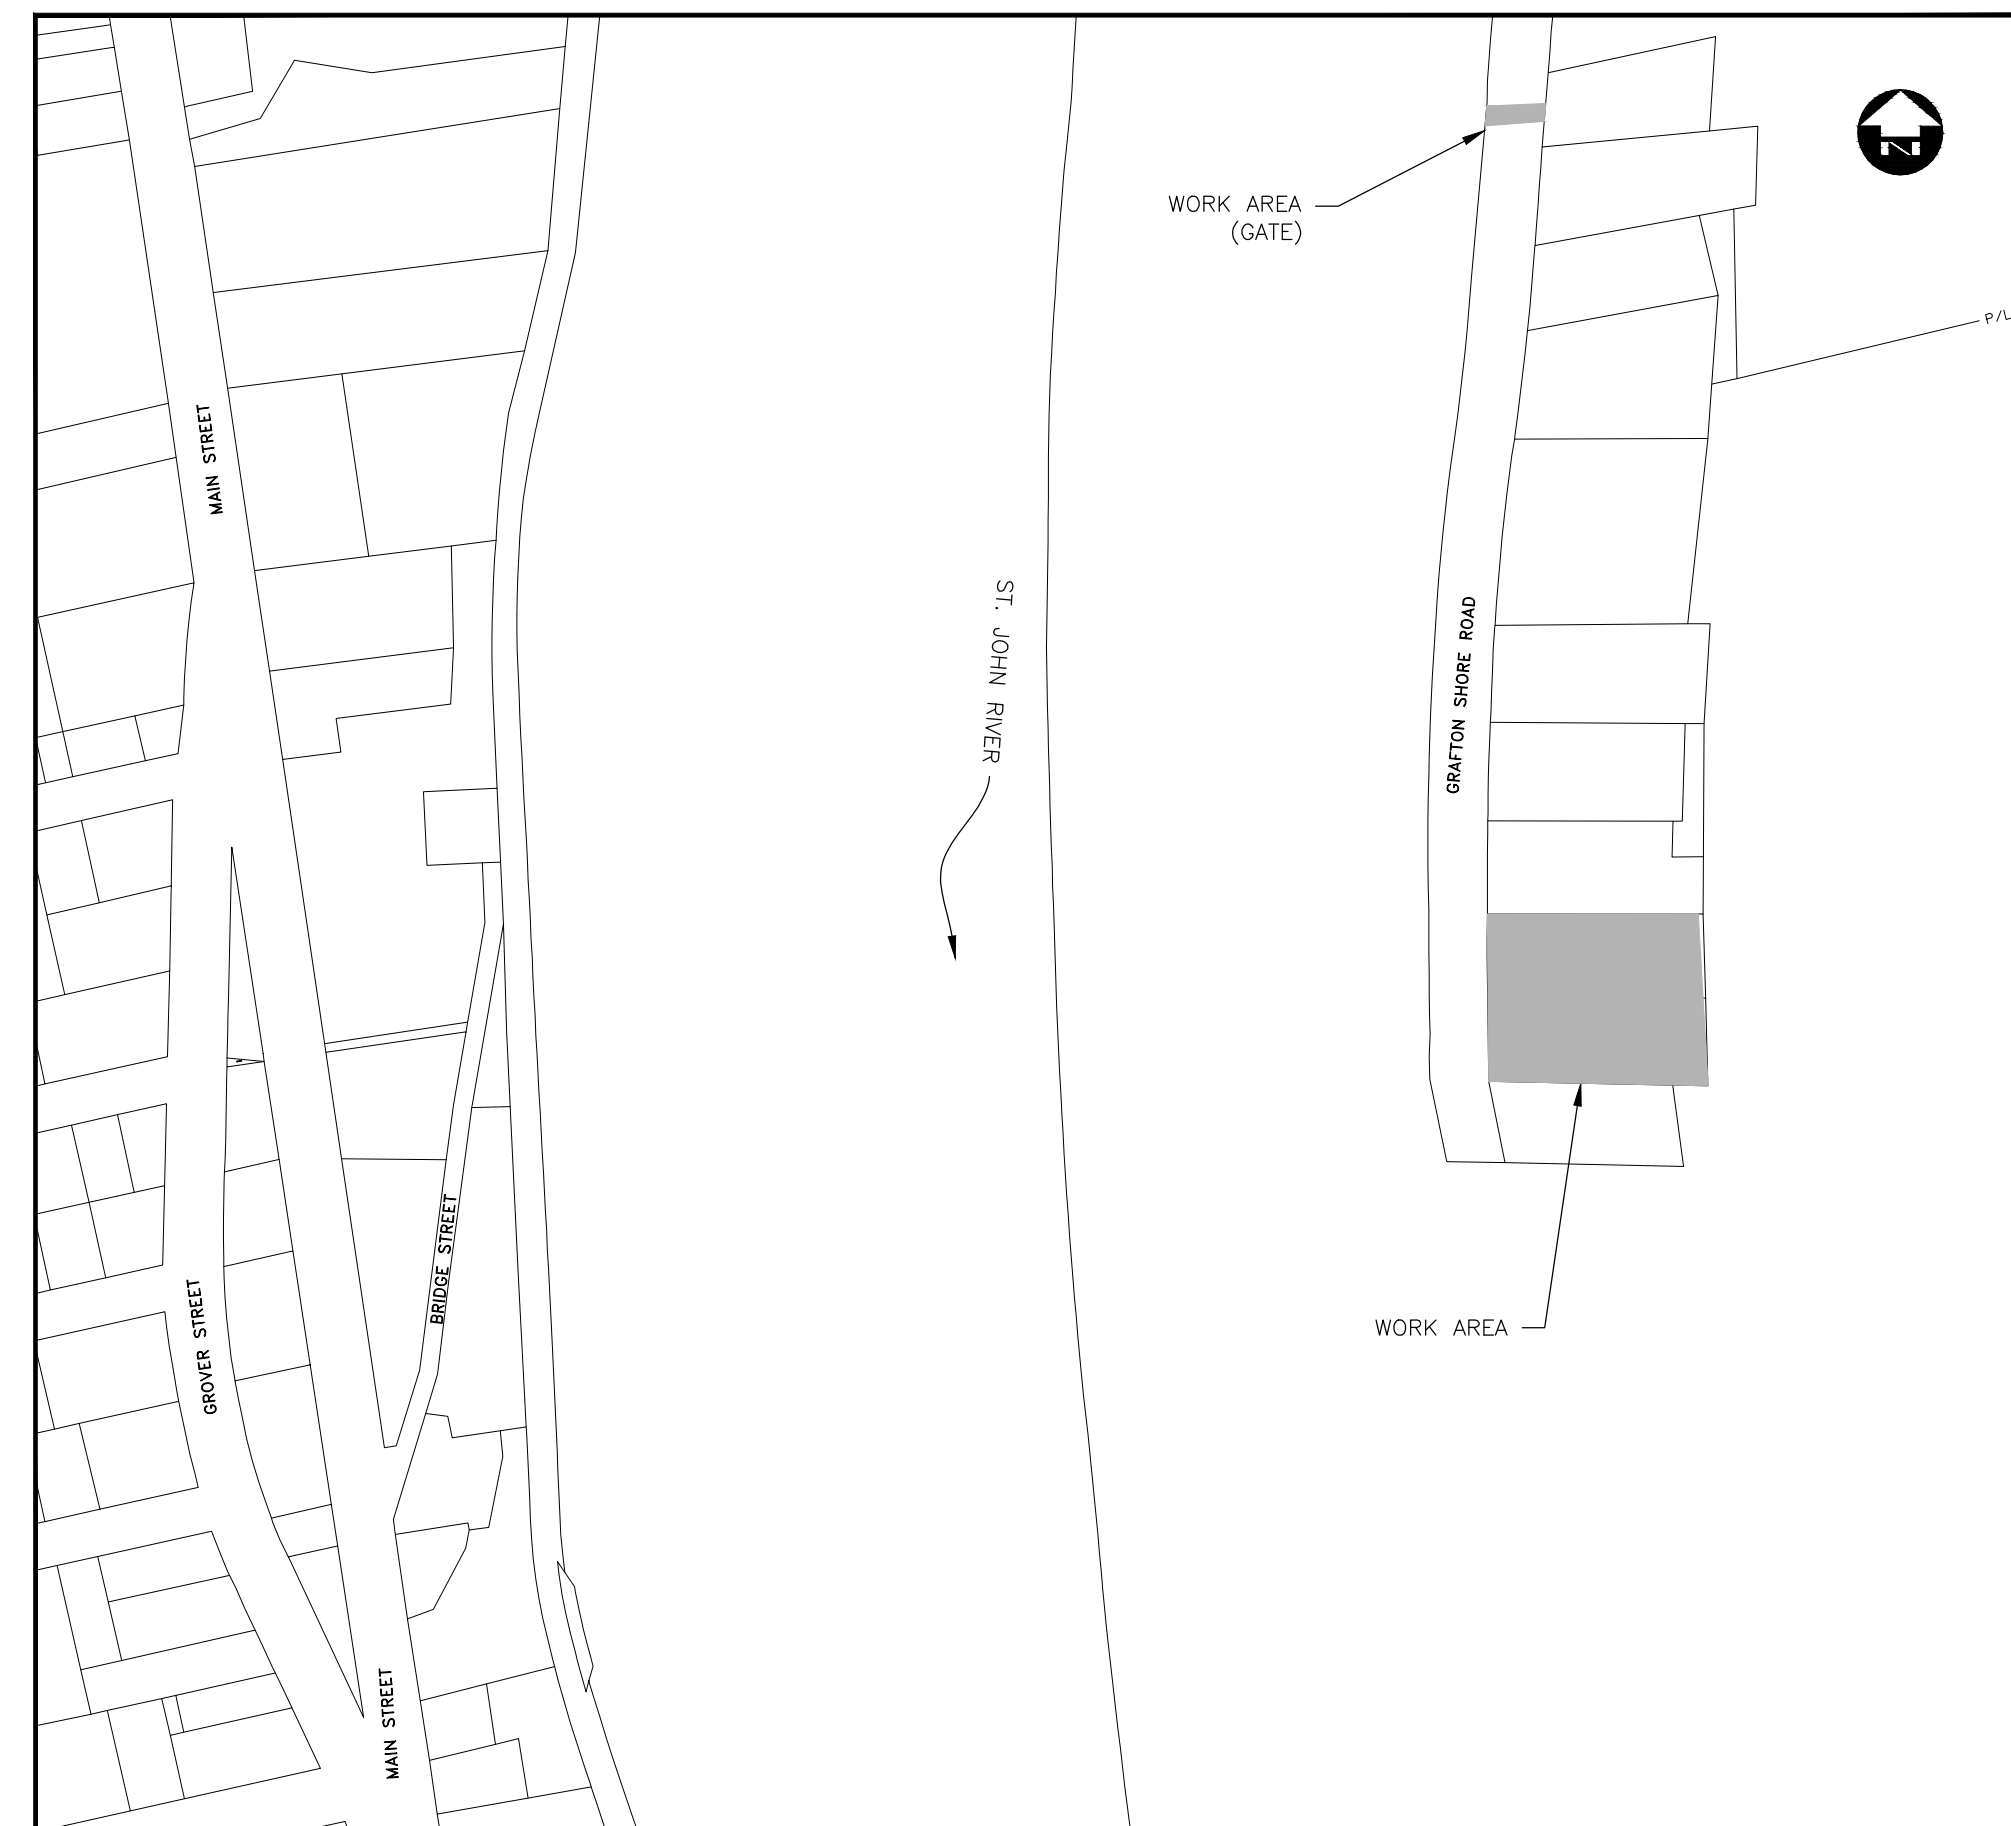 WORK AREA
(GATE)
N
P/L
MAIN STREET
ST. JOHN RIVER
GRAFTON SHORE ROAD
BRIDGE STREET
GROVER STREET
WORK AREA
MAIN STREET